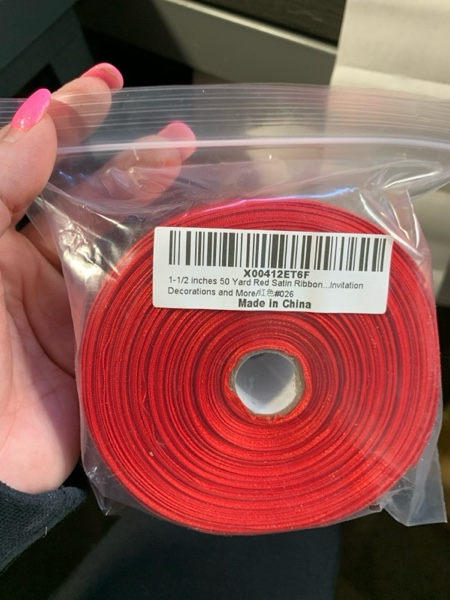 X00412ET6F
1-1/2 inches 50 Yard Red Satin Ribbon...Invitation
Decorations and More/红色#026
Made in China